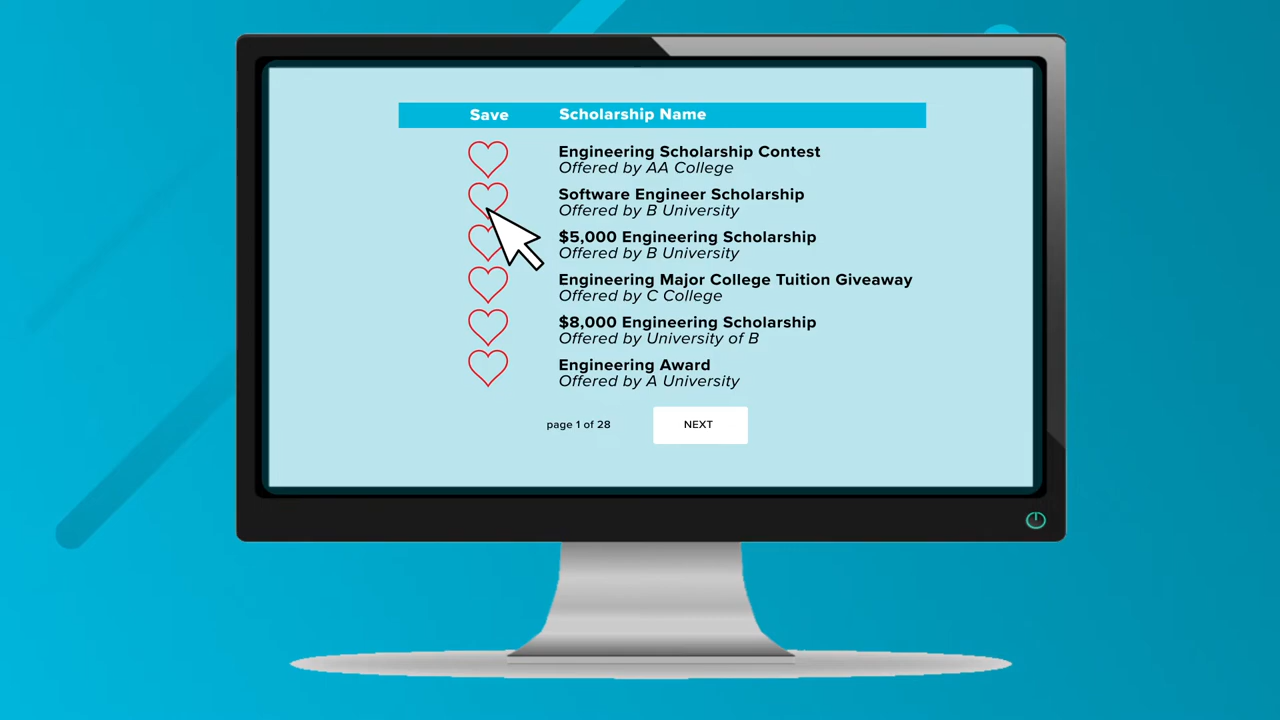 Save Scholarship Name
Engineering Scholarship Contest
Offered by AA College
Software Engineer Scholarship
Offered by B University
$5,000 Engineering Scholarship
Offered by B University
Engineering Major College Tuition Giveaway
Offered by C College
$8,000 Engineering Scholarship
Offered by University of B
Engineering Award
Offered by A University
page 1 of 28 NEXT